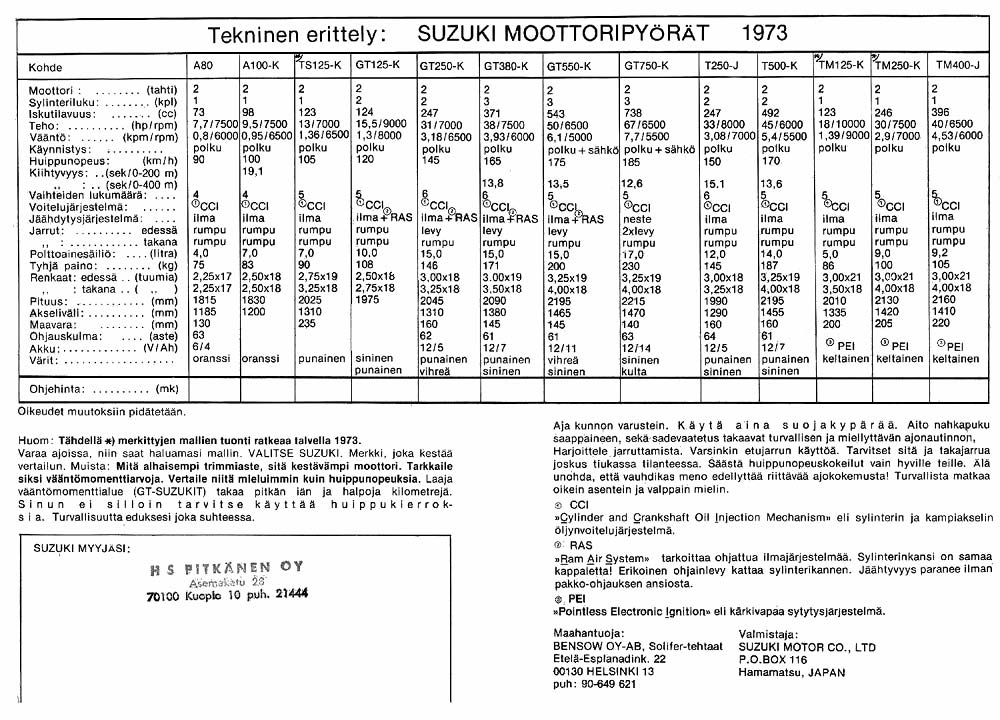 Tekninen erittely: SUZUKI MOOTTORIPYÖRÄT 1973
Kohde A80 A100-K */TS125-K GT125-K GT250-K GT380-K GT550-K GT750-K T250-J T500-K */TM125-K */TM250-K TM400-J
Moottori : ........ (tahti) 2 2 2 2 2 2 2 2 2 2 2 2 2
Sylinteriluku: ........ (kpl) 1 1 1 2 2 3 3 3 2 2 1 1 1
Iskutilavuus: ........ (cc) 73 98 123 124 247 371 543 738 247 492 123 246 396
Teho: .......... (hp/rpm) 7,7/7500 9,5/7500 13/7000 15,5/9000 31/7000 38/7500 50/6500 67/6500 33/8000 45/6000 18/10000 30/7500 40/6500
Vääntö: ...... (kpm/rpm) 0,8/6000 0,95/6500 1,36/6500 1,3/8000 3,18/6500 3,93/6000 6,1/5000 7,7/5500 3,08/7000 5,4/5500 1,39/9000 2,9/7000 4,53/6000
Käynnistys: .......... polku polku polku polku polku polku polku + sähkö polku + sähkö polku polku polku polku polku
Huippunopeus: (km/h) 90 100 105 120 145 165 175 185 150 170
Kiihtyvyys: ..(sek/0-200 m) 19,1
,, : .. (sek/0-400 m) 13,8 13,5 12,6 15.1 13,6
Vaihteiden lukumäärä: .... 4 4 5 5 6 6 5 5 6 5 5 5 5
Voitelujärjestelmä: ...... ①CCI ①CCI ①CCI ①CCI ①CCI ①CCI ①CCI ①CCI ①CCI ①CCI ①CCI ①CCI ①CCI
Jäähdytysjärjestelmä: .... ilma ilma ilma ilma+②RAS ilma+②RAS ilma+②RAS ilma+②RAS neste ilma ilma ilma ilma ilma
Jarrut: .......... edessä rumpu rumpu rumpu rumpu levy levy levy 2xlevy rumpu rumpu rumpu rumpu rumpu
,, : ............ takana rumpu rumpu rumpu rumpu rumpu rumpu rumpu rumpu rumpu rumpu rumpu rumpu rumpu
Polttoainesäiliö: .... (litra) 4,0 7,0 7,0 10,0 15,0 15,0 15,0 17,0 12,0 14,0 5,0 9,0 9,2
Tyhjä paino: ........ (kg) 75 83 90 108 146 171 200 230 145 187 86 100 105
Renkaat: edessä .. (tuumia) 2,25x17 2,50x18 2,75x19 2,50x18 3,00x18 3.00x19 3,25x19 3,25x19 3,00x18 3,25x19 3,00x21 3,00x21 3,00x21
,, : takana .. ( ,, ) 2,25x17 2,50x18 3,25x18 2,75x18 3,25x18 3,50x18 4,00x18 4,00x18 3,25x18 4,00x18 3,50x18 4,00x18 4,00x18
Pituus: ............ (mm) 1815 1830 2025 1975 2045 2090 2195 2215 1990 2195 2010 2130 2160
Akseliväli: .......... (mm) 1185 1200 1310 1310 1380 1465 1470 1290 1455 1335 1420 1410
Maavara: ........ (mm) 130 235 160 145 145 140 160 160 200 205 220
Ohjauskulma: .... (aste) 63 62 61 61 63 64 61
Akku: ............ (V/Ah) 6/4 12/5 12/7 12/11 12/14 12/5 12/7 ③PEI ③PEI ③PEI
Värit: .................... oranssi oranssi punainen sininen punainen punainen vihreä sininen punainen punainen keltainen keltainen keltainen
punainen vihreä sininen sininen kulta sininen sininen
Ohjehinta: .......... (mk)
Oikeudet muutoksiin pidätetään.
Huom: Tähdellä *) merkittyjen mallien tuonti ratkeaa talvella 1973.
Varaa ajoissa, niin saat haluamasi mallin. VALITSE SUZUKI. Merkki, joka kestää
vertailun. Muista: Mitä alhaisempi trimmiaste, sitä kestävämpi moottori. Tarkkaile
siksi vääntömomenttiarvoja. Vertaile niitä mieluimmin kuin huippunopeuksia. Laaja
vääntömomenttialue (GT-SUZUKIT) takaa pitkän iän ja halpoja kilometrejä.
Sinun ei silloin tarvitse käyttää huippukierrok-
sia. Turvallisuutta eduksesi joka suhteessa.
SUZUKI MYYJÄSI:
H S PITKÄNEN OY
Asemakatu 28
70100 Kuopio 10 puh. 21444
Aja kunnon varustein. Käytä aina suojakypärää. Aito nahkapuku
saappaineen, sekä sadevaatetus takaavat turvallisen ja miellyttävän ajonautinnon,
Harjoittele jarruttamista. Varsinkin etujarrun käyttöä. Tarvitset sitä ja takajarrua
joskus tiukassa tilanteessa. Säästä huippunopeuskokeilut vain hyville teille. Älä
unohda, että vauhdikas meno edellyttää riittävää ajokokemusta! Turvallista matkaa
oikein asentein ja valppain mielin.
① CCI
»Cylinder and Crankshaft Oil Injection Mechanism» eli sylinterin ja kampiakselin
öljynvoitelujärjestelmä.
② RAS
»Ram Air System» tarkoittaa ohjattua ilmajärjestelmää. Sylinterinkansi on samaa
kappaletta! Erikoinen ohjainlevy kattaa sylinterikannen. Jäähtyvyys paranee ilman
pakko-ohjauksen ansiosta.
③ PEI
»Pointless Electronic Ignition» eli kärkivapaa sytytysjärjestelmä.
Maahantuoja:
BENSOW OY-AB, Solifer-tehtaat
Etelä-Esplanadink. 22
00130 HELSINKI 13
puh: 90-649 621
Valmistaja:
SUZUKI MOTOR CO., LTD
P.O.BOX 116
Hamamatsu, JAPAN